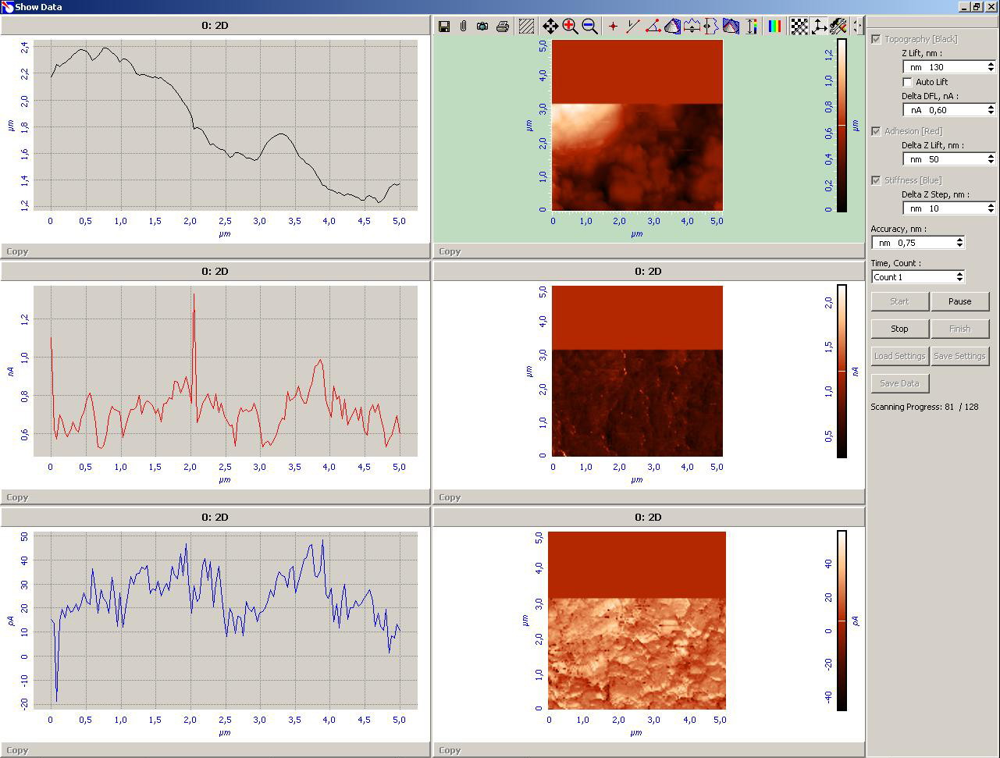 Show Data
0: 2D
2,4
2,2
2,0
1,8
1,6
1,4
1,2
µm
0 0,5 1,0 1,5 2,0 2,5 3,0 3,5 4,0 4,5 5,0
µm
Copy
5,0
4,0
3,0
2,0
1,0
0
µm
0 1,0 2,0 3,0 4,0 5,0
µm
1,2
1,0
0,8
0,6
0,4
0,2
0
µm
Copy
0: 2D
1,2
1,0
0,8
0,6
nA
0 0,5 1,0 1,5 2,0 2,5 3,0 3,5 4,0 4,5 5,0
µm
Copy
0: 2D
5,0
4,0
3,0
2,0
1,0
0
µm
0 1,0 2,0 3,0 4,0 5,0
µm
2,0
1,5
1,0
0,5
nA
Copy
0: 2D
50
40
30
20
10
0
-10
-20
pA
0 0,5 1,0 1,5 2,0 2,5 3,0 3,5 4,0 4,5 5,0
µm
Copy
0: 2D
5,0
4,0
3,0
2,0
1,0
0
µm
0 1,0 2,0 3,0 4,0 5,0
µm
40
20
0
-20
-40
pA
Copy
Topography [Black]
Z Lift, nm :
nm 130
Auto Lift
Delta DFL, nA :
nA 0,60
Adhesion [Red]
Delta Z Lift, nm :
nm 50
Stiffness [Blue]
Delta Z Step, nm :
nm 10
Accuracy, nm :
nm 0,75
Time, Count :
Count 1
Start Pause
Stop Finish
Load Settings Save Settings
Save Data
Scanning Progress: 81 / 128